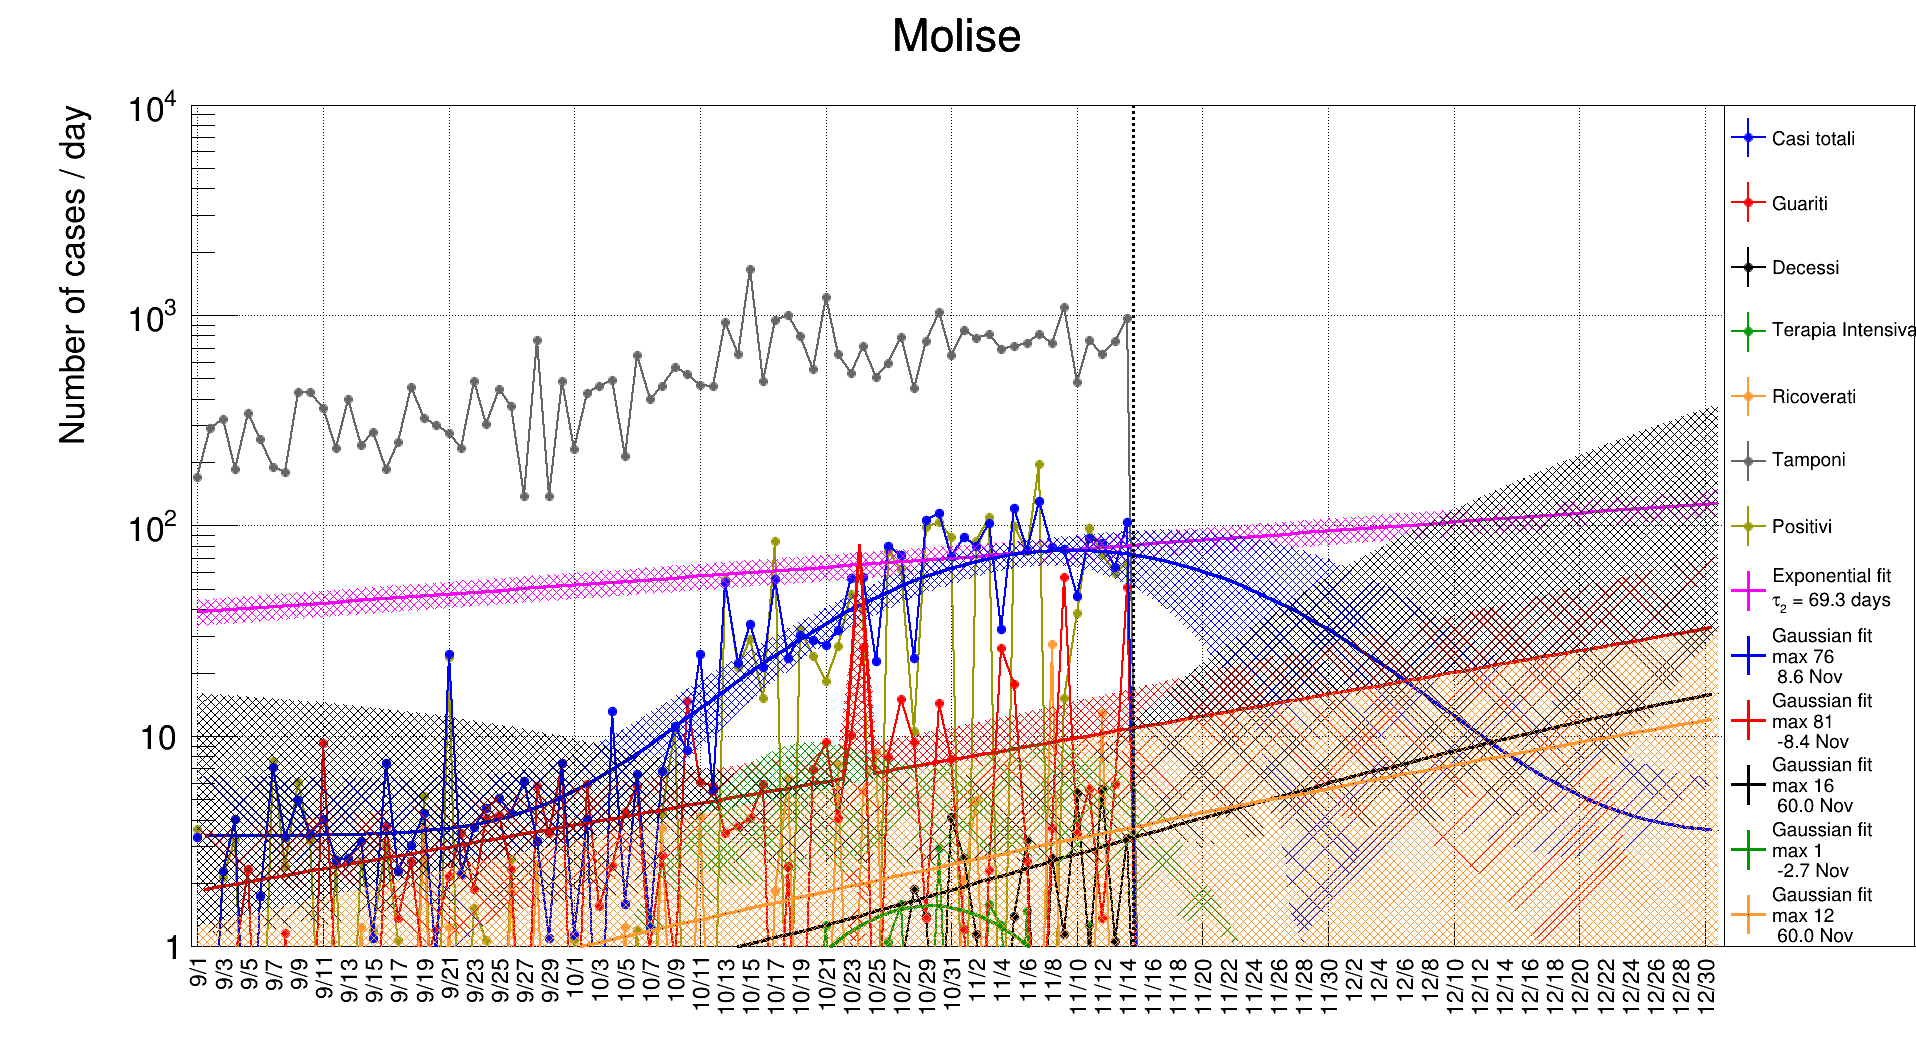 Molise
Number of cases / day
10^4
10^3
10^2
10
1
9/1
9/3
9/5
9/7
9/9
9/11
9/13
9/15
9/17
9/19
9/21
9/23
9/25
9/27
9/29
10/1
10/3
10/5
10/7
10/9
10/11
10/13
10/15
10/17
10/19
10/21
10/23
10/25
10/27
10/29
10/31
11/2
11/4
11/6
11/8
11/10
11/12
11/14
11/16
11/18
11/20
11/22
11/24
11/26
11/28
11/30
12/2
12/4
12/6
12/8
12/10
12/12
12/14
12/16
12/18
12/20
12/22
12/24
12/26
12/28
12/30
Casi totali
Guariti
Decessi
Terapia Intensiva
Ricoverati
Tamponi
Positivi
Exponential fit
τ2 = 69.3 days
Gaussian fit
max 76
8.6 Nov
Gaussian fit
max 81
-8.4 Nov
Gaussian fit
max 16
60.0 Nov
Gaussian fit
max 1
-2.7 Nov
Gaussian fit
max 12
60.0 Nov